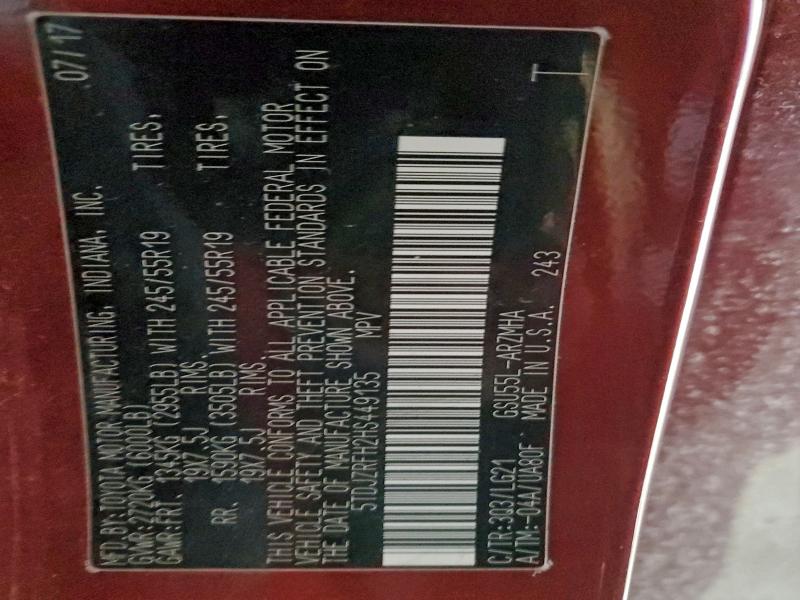 MFD.BY:TOYOTA MOTOR MANUFACTURING, INDIANA, INC. 07/17
GVWR:2720KG (6000LB)
GAWR:FRT. 1345KG (2955LB) WITH 245/55R19 TIRES.
19X7.5J RIMS.
RR. 1590KG (3505LB) WITH 245/55R19 TIRES.
19X7.5J RIMS.
THIS VEHICLE CONFORMS TO ALL APPLICABLE FEDERAL MOTOR
VEHICLE SAFETY AND THEFT PREVENTION STANDARDS IN EFFECT ON
THE DATE OF MANUFACTURE SHOWN ABOVE.
5TDJZRFH2HS449135 MPV
C/TR:3Q3/LG21 GSU55L-ARZMHA
A/TM:-04A/UA80F MADE IN U.S.A. 243 T